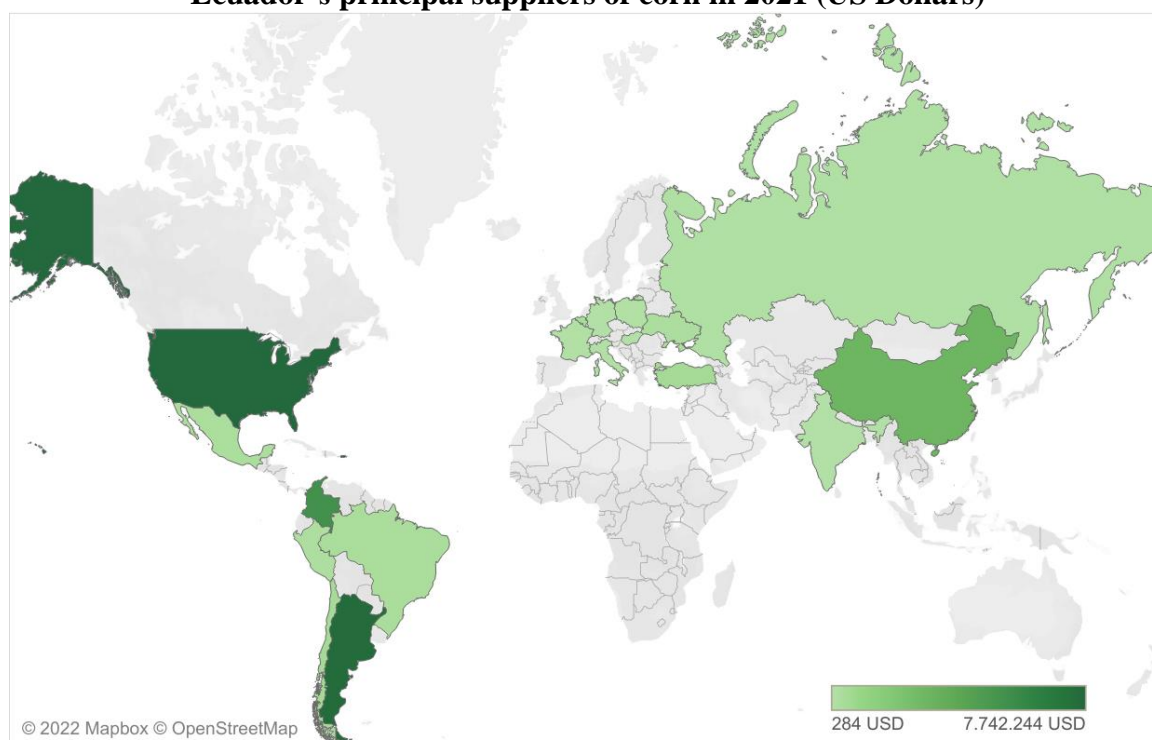 Ecuador's principal suppliers of corn in 2021 (US Dollars)
© 2022 Mapbox © OpenStreetMap
284 USD 7.742.244 USD